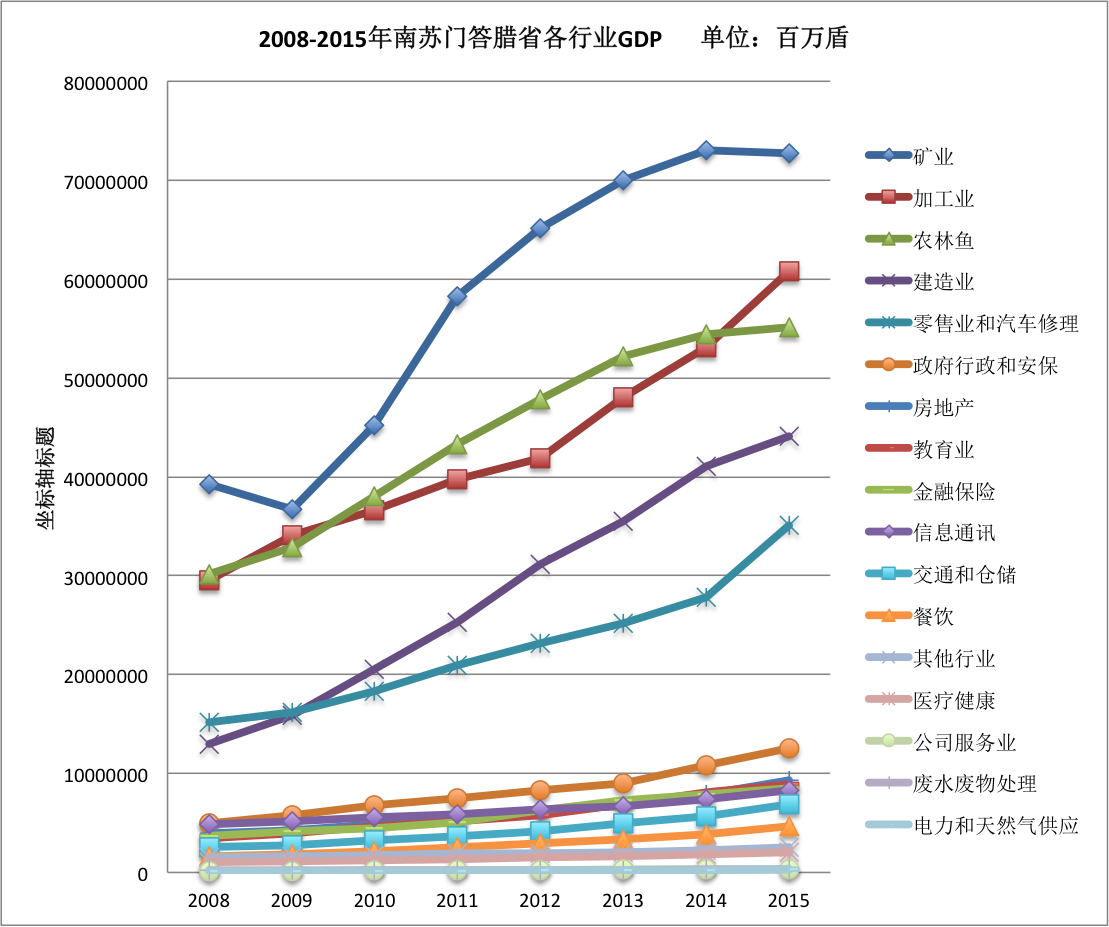 2008-2015年南苏门答腊省各行业GDP 单位：百万盾
80000000
70000000
60000000
50000000
40000000
30000000
20000000
10000000
0
坐标轴标题
2008 2009 2010 2011 2012 2013 2014 2015
矿业
加工业
农林鱼
建造业
零售业和汽车修理
政府行政和安保
房地产
教育业
金融保险
信息通讯
交通和仓储
餐饮
其他行业
医疗健康
公司服务业
废水废物处理
电力和天然气供应